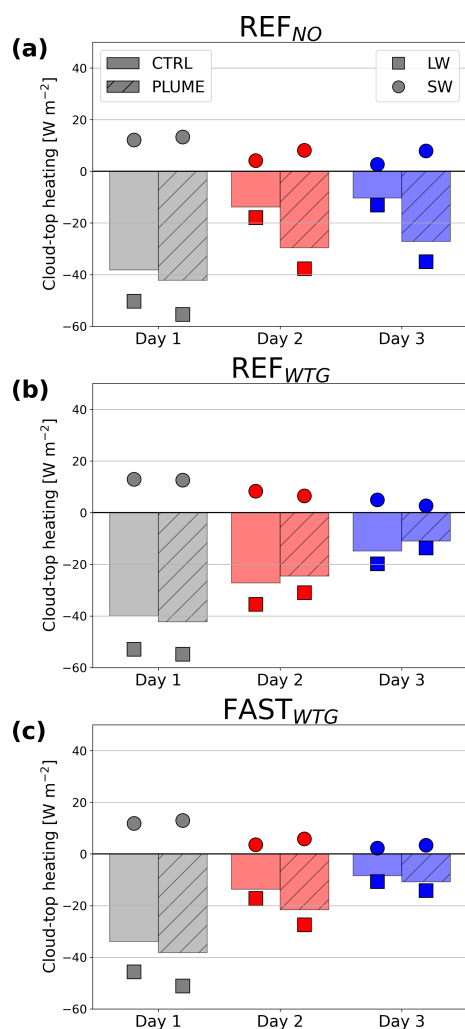 REF_NO
(a)
CTRL
PLUME
LW
SW
Cloud-top heating [W m⁻²]
40
20
0
−20
−40
−60
Day 1 Day 2 Day 3
REF_WTG
(b)
Cloud-top heating [W m⁻²]
40
20
0
−20
−40
−60
Day 1 Day 2 Day 3
FAST_WTG
(c)
Cloud-top heating [W m⁻²]
40
20
0
−20
−40
−60
Day 1 Day 2 Day 3